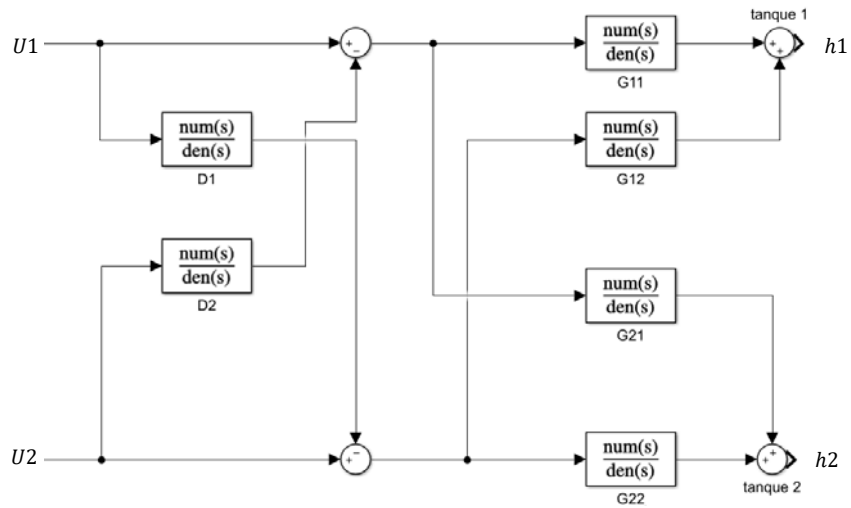 tanque 1
U1
+
−
num(s)
den(s)
G11
+
+
h1
num(s)
den(s)
D1
num(s)
den(s)
G12
num(s)
den(s)
D2
num(s)
den(s)
G21
U2
+
−
num(s)
den(s)
G22
+
+
h2
tanque 2